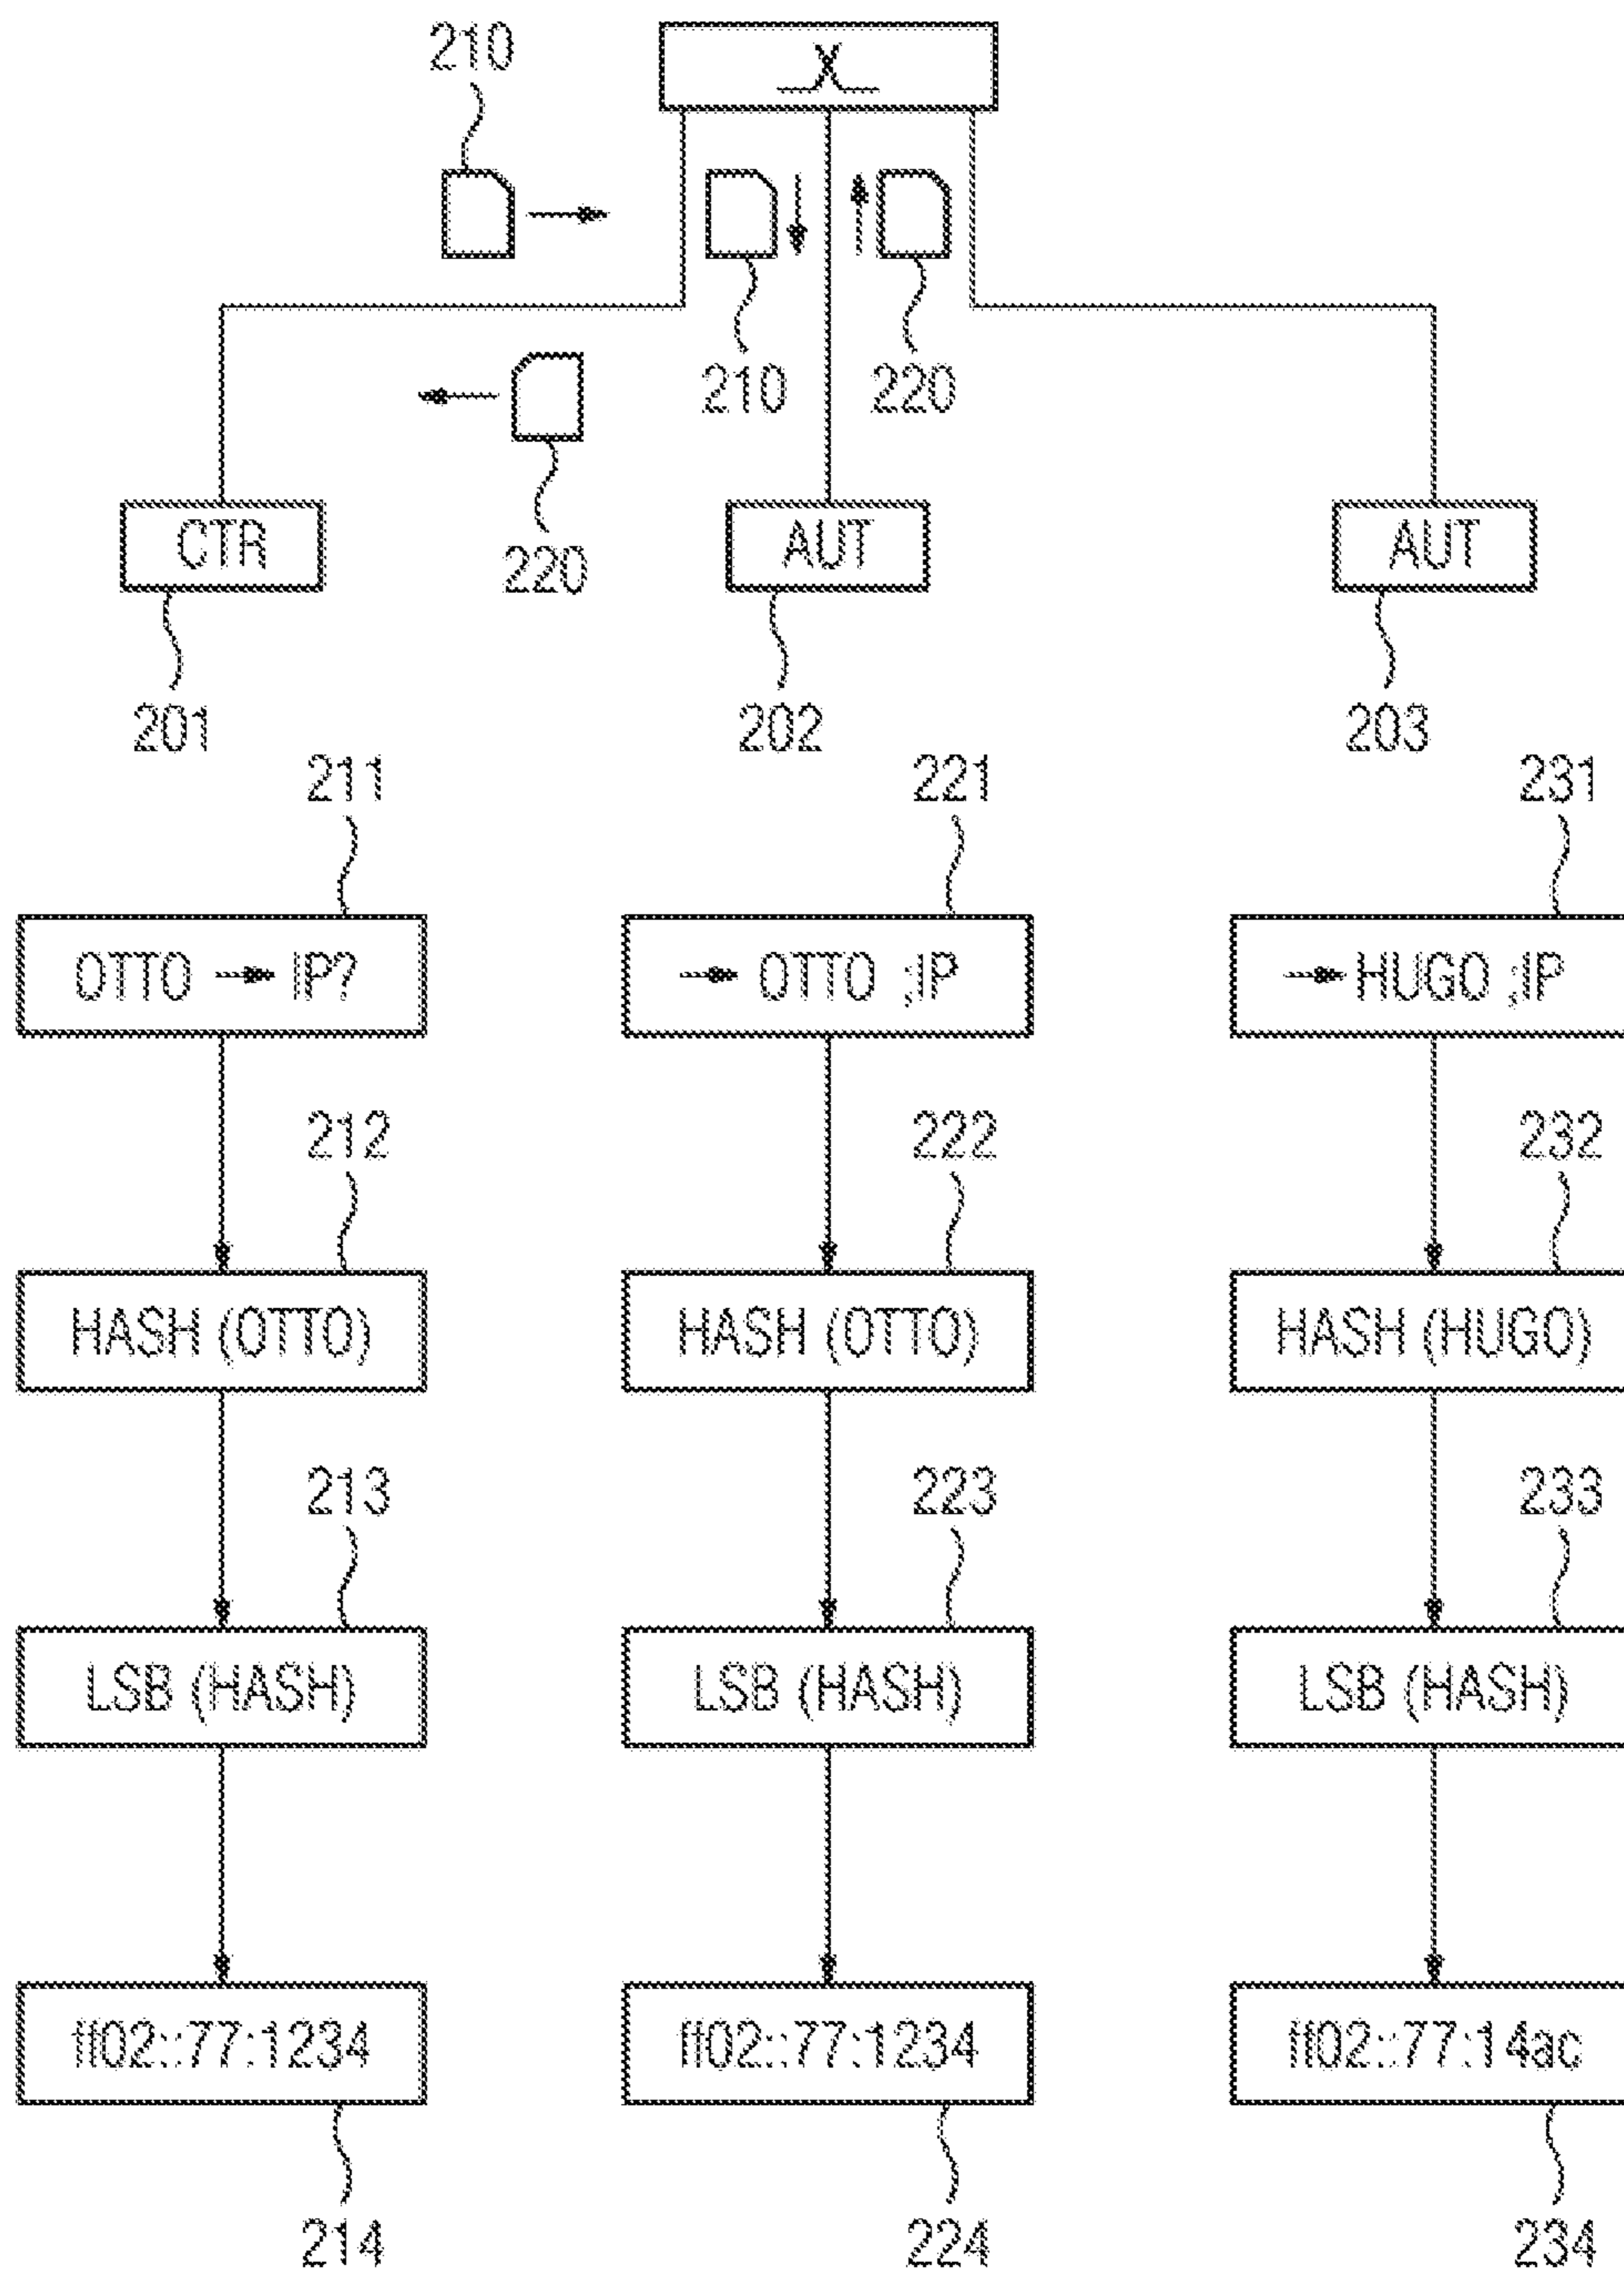 210
X
210
220
220
CTR
AUT
AUT
201
202
203
211
221
231
OTTO → IP?
→ OTTO ;IP
→ HUGO ;IP
212
222
232
HASH (OTTO)
HASH (OTTO)
HASH (HUGO)
213
223
233
LSB (HASH)
LSB (HASH)
LSB (HASH)
ff02::77:1234
ff02::77:1234
ff02::77:14ac
214
224
234